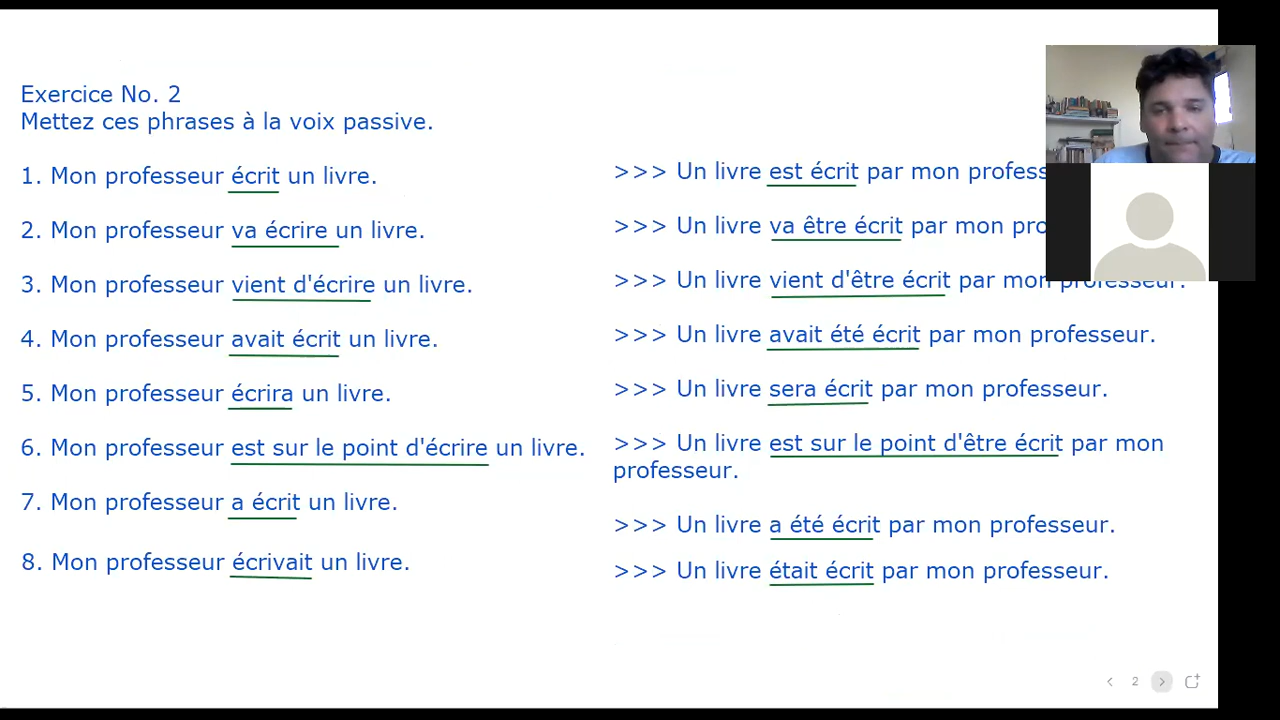 Exercice No. 2
Mettez ces phrases à la voix passive.
1. Mon professeur écrit un livre.
>>> Un livre est écrit par mon profess
2. Mon professeur va écrire un livre.
>>> Un livre va être écrit par mon pro
3. Mon professeur vient d'écrire un livre.
>>> Un livre vient d'être écrit par mon professeur.
4. Mon professeur avait écrit un livre.
>>> Un livre avait été écrit par mon professeur.
5. Mon professeur écrira un livre.
>>> Un livre sera écrit par mon professeur.
6. Mon professeur est sur le point d'écrire un livre.
>>> Un livre est sur le point d'être écrit par mon
professeur.
7. Mon professeur a écrit un livre.
>>> Un livre a été écrit par mon professeur.
8. Mon professeur écrivait un livre.
>>> Un livre était écrit par mon professeur.
2